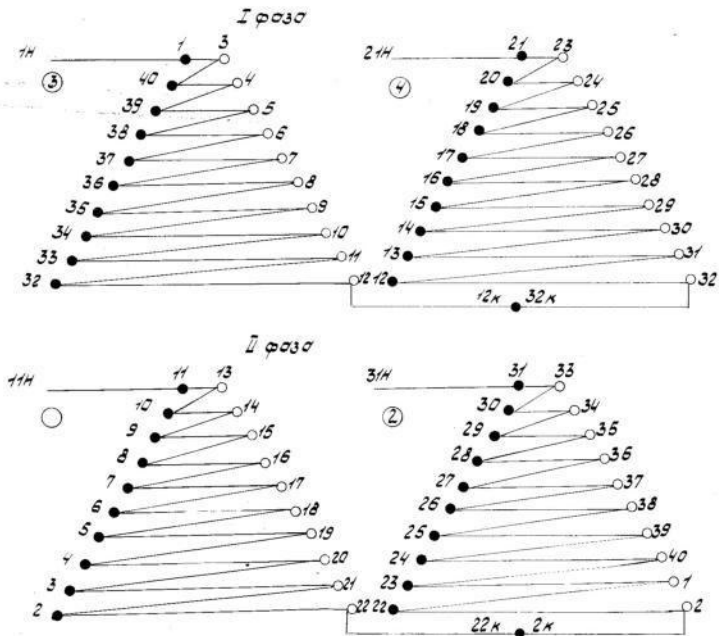 I фаза
1Н 1 3 21Н 21 23
③ 40 4 20 ④ 24
39 5 19 25
38 6 18 26
37 7 17 27
36 8 16 28
35 9 15 29
34 10 14 30
33 11 13 31
32 12 12 32
12к 32к
II фаза
11Н 11 13 31Н 31 33
10 14 ② 30 34
9 15 29 35
8 16 28 36
7 17 27 37
6 18 26 38
5 19 25 39
4 20 24 40
3 21 23 1
2 22 22 2
22к 2к